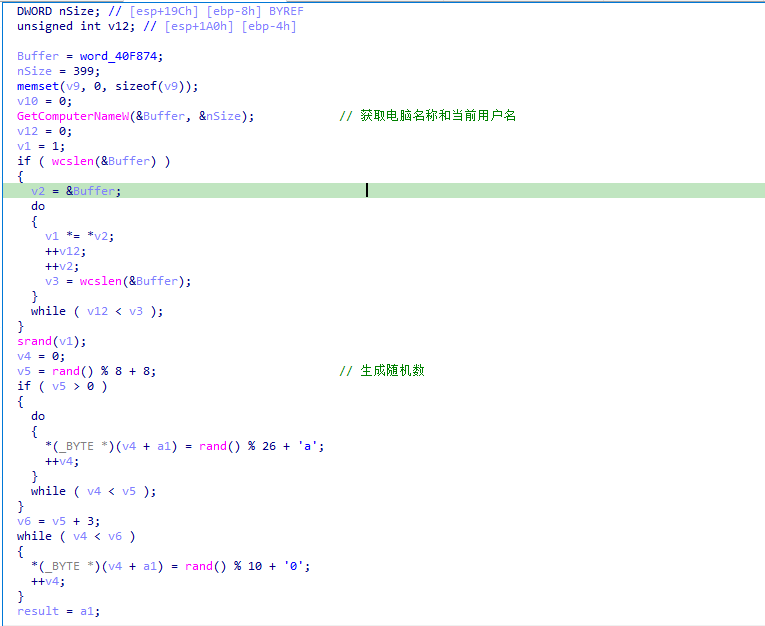 DWORD nSize; // [esp+19Ch] [ebp-8h] BYREF
unsigned int v12; // [esp+1A0h] [ebp-4h]
Buffer = word_40F874;
nSize = 399;
memset(v9, 0, sizeof(v9));
v10 = 0;
GetComputerNameW(&Buffer, &nSize); // 获取电脑名称和当前用户名
v12 = 0;
v1 = 1;
if ( wcslen(&Buffer) )
{
v2 = &Buffer;
do
{
v1 *= *v2;
++v12;
++v2;
v3 = wcslen(&Buffer);
}
while ( v12 < v3 );
}
srand(v1);
v4 = 0;
v5 = rand() % 8 + 8; // 生成随机数
if ( v5 > 0 )
{
do
{
*(_BYTE *)(v4 + a1) = rand() % 26 + 'a';
++v4;
}
while ( v4 < v5 );
}
v6 = v5 + 3;
while ( v4 < v6 )
{
*(_BYTE *)(v4 + a1) = rand() % 10 + '0';
++v4;
}
result = a1;